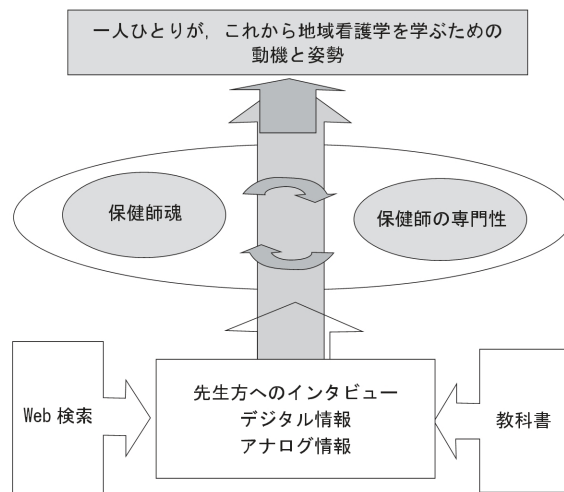 一人ひとりが，これから地域看護学を学ぶための
動機と姿勢
保健師魂
保健師の専門性
Web 検索
先生方へのインタビュー
デジタル情報
アナログ情報
教科書